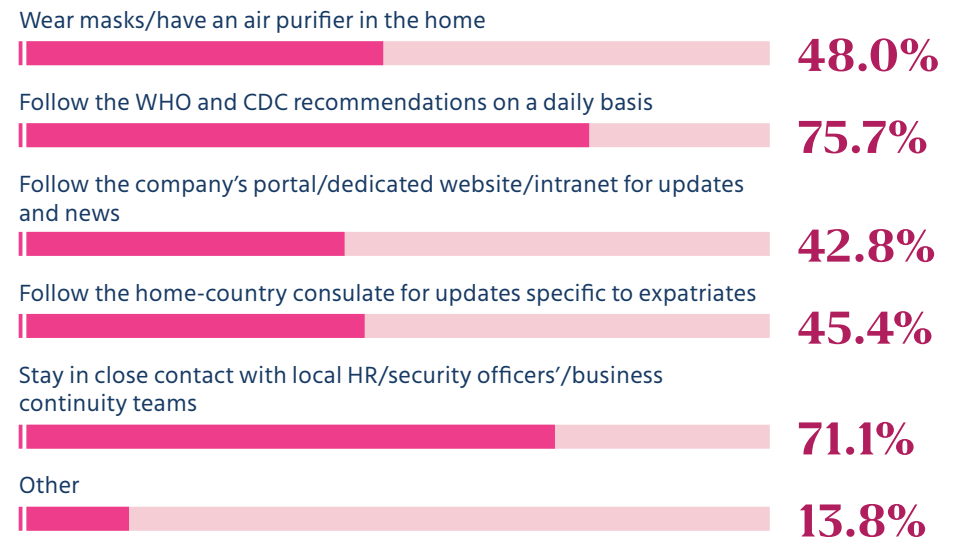 Wear masks/have an air purifier in the home
48.0%
Follow the WHO and CDC recommendations on a daily basis
75.7%
Follow the company’s portal/dedicated website/intranet for updates
and news
42.8%
Follow the home-country consulate for updates specific to expatriates
45.4%
Stay in close contact with local HR/security officers’/business
continuity teams
71.1%
Other
13.8%